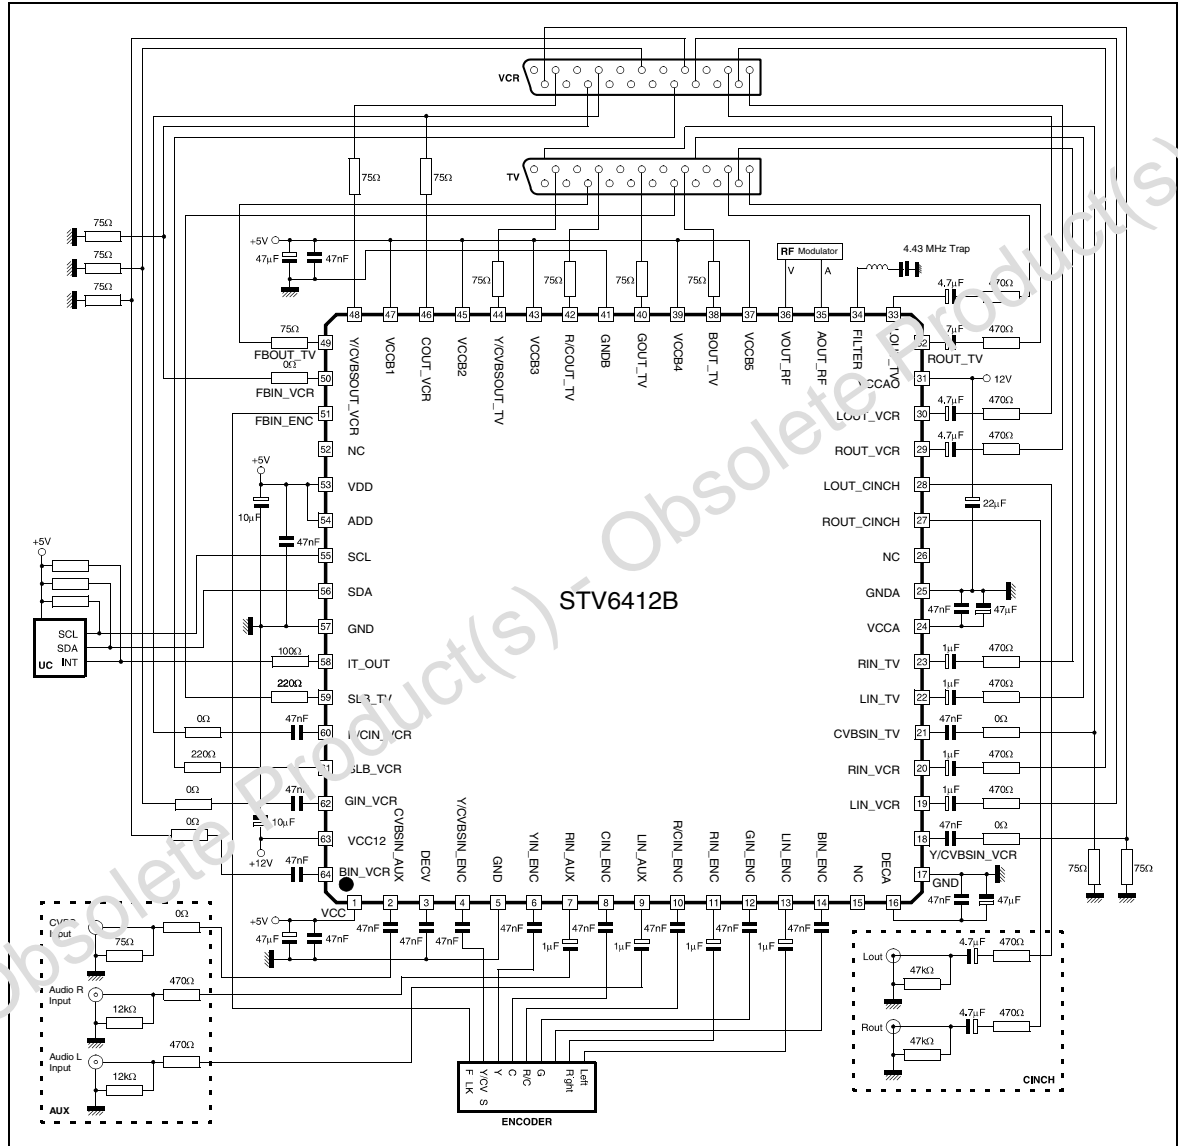 VCR
TV
75Ω
75Ω
75Ω
75Ω
75Ω
+5V
47µF
47nF
75Ω
75Ω
75Ω
75Ω
RF Modulator
V
A
4.43 MHz Trap
4.7µF
470Ω
48
47
46
45
44
43
42
41
40
39
38
37
36
35
34
33
Y/CVBSOUT_VCR
VCCB1
COUT_VCR
VCCB2
Y/CVBSOUT_TV
VCCB3
R/COUT_TV
GNDB
GOUT_TV
VCCB4
BOUT_TV
VCCB5
VOUT_RF
AOUT_RF
FILTER
75Ω
49
FBOUT_TV
0Ω
50
FBIN_VCR
51
FBIN_ENC
52
NC
+5V
10µF
47nF
53
VDD
54
ADD
55
SCL
56
SDA
57
GND
100Ω
58
IT_OUT
220Ω
59
SLB_TV
0Ω
47nF
60
220Ω
SLB_VCR
0Ω
47nF
62
GIN_VCR
0Ω
10µF
63
VCC12
+12V
47nF
64
BIN_VCR
+5V
SCL
SDA
INT
UC
STV6412B
470Ω
ROUT_TV
31
VCCAO
12V
4.7µF
470Ω
30
LOUT_VCR
4.7µF
470Ω
29
ROUT_VCR
28
LOUT_CINCH
22µF
27
ROUT_CINCH
26
NC
25
GNDA
47nF
47µF
24
VCCA
1µF
470Ω
23
RIN_TV
1µF
470Ω
22
LIN_TV
47nF
0Ω
21
CVBSIN_TV
1µF
470Ω
20
RIN_VCR
1µF
470Ω
19
LIN_VCR
47nF
0Ω
18
Y/CVBSIN_VCR
17
GND
47nF
47µF
75Ω
75Ω
VCC
CVBSIN_AUX
DECV
Y/CVBSIN_ENC
GND
YIN_ENC
RIN_AUX
CIN_ENC
LIN_AUX
R/CIN_ENC
RIN_ENC
GIN_ENC
LIN_ENC
BIN_ENC
NC
DECA
1
2
3
4
5
6
7
8
9
10
11
12
13
14
15
16
+5V
47µF
47nF
47nF
47nF
47nF
47nF
1µF
47nF
1µF
47nF
1µF
47nF
1µF
47nF
Input
0Ω
75Ω
Audio R
Input
470Ω
12kΩ
Audio L
Input
470Ω
12kΩ
AUX
F LK
Y/CV S
Y
C
R/C
G
Left
ENCODER
Lout
4.7µF
470Ω
47kΩ
Rout
4.7µF
470Ω
47kΩ
CINCH
Obsolete Product(s) - Obsolete Product(s)